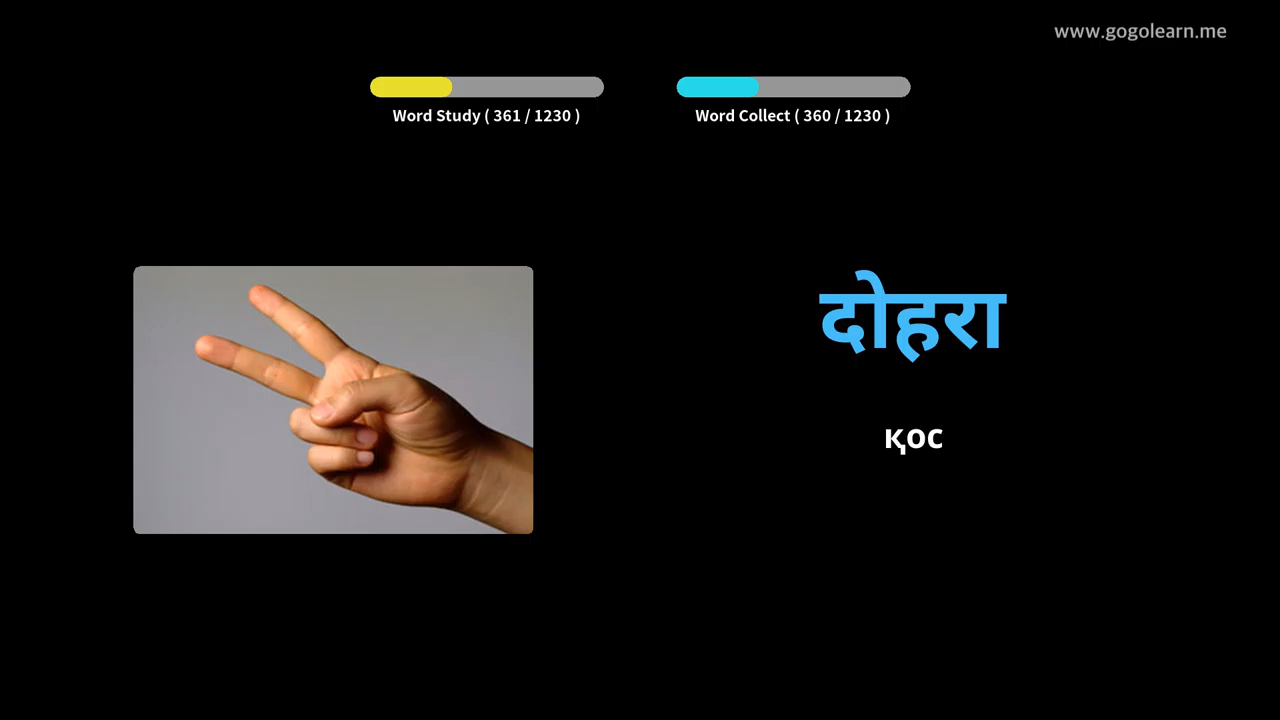 www.gogolearn.me
Word Study ( 361 / 1230 )
Word Collect ( 360 / 1230 )
दोहरा
қос